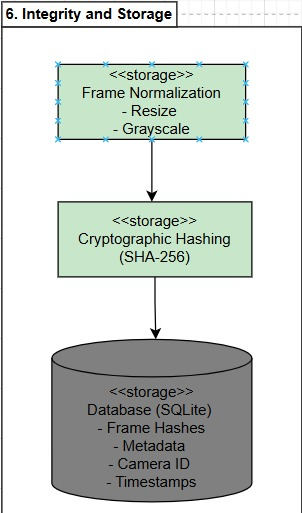 6. Integrity and Storage
<<storage>>
Frame Normalization
- Resize
- Grayscale
<<storage>>
Cryptographic Hashing
(SHA-256)
<<storage>>
Database (SQLite)
- Frame Hashes
- Metadata
- Camera ID
- Timestamps